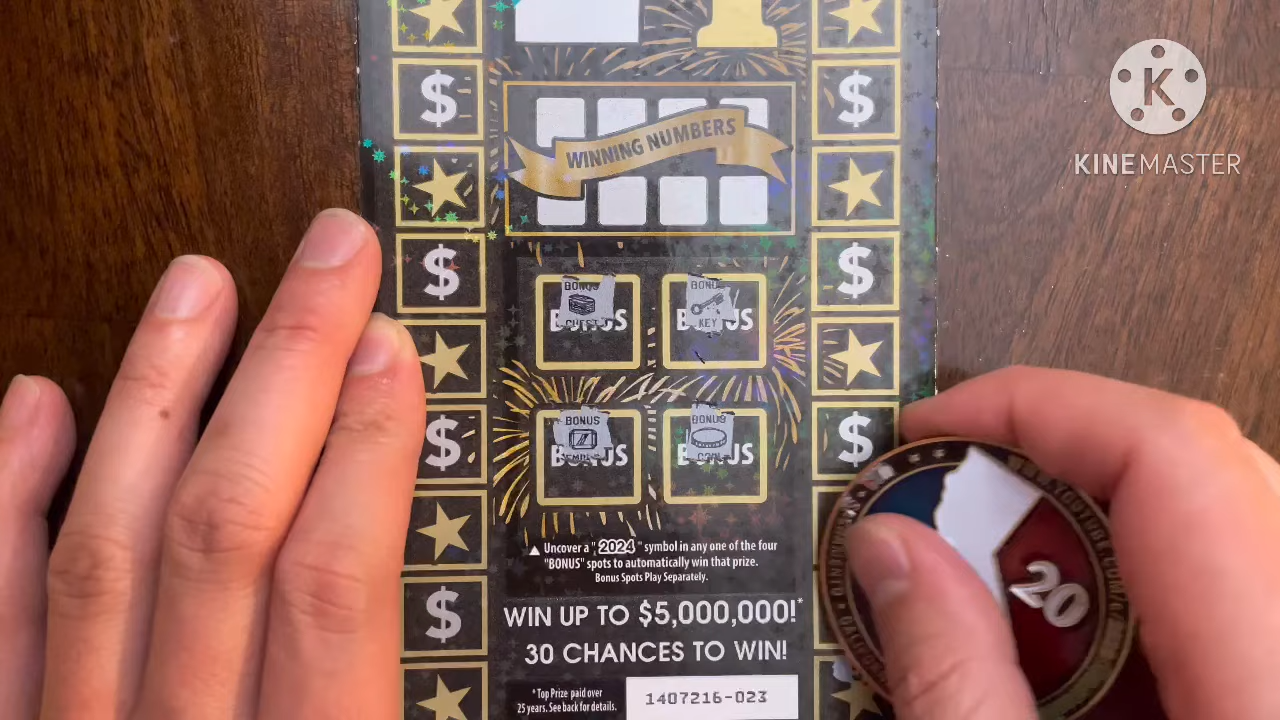 K
KINEMASTER
$ $
WINNING NUMBERS
$ $
BONUS BONUS
CHEST KEY
BONUS BONUS
$ $
BONUS BONUS
COIN
BONUS BONUS
▲ Uncover a "2024" symbol in any one of the four
"BONUS" spots to automatically win that prize.
Bonus Spots Play Separately.
20
$
WIN UP TO $5,000,000!*
30 CHANCES TO WIN!
*Top Prize paid over
25 years. See back for details.
1407216-023